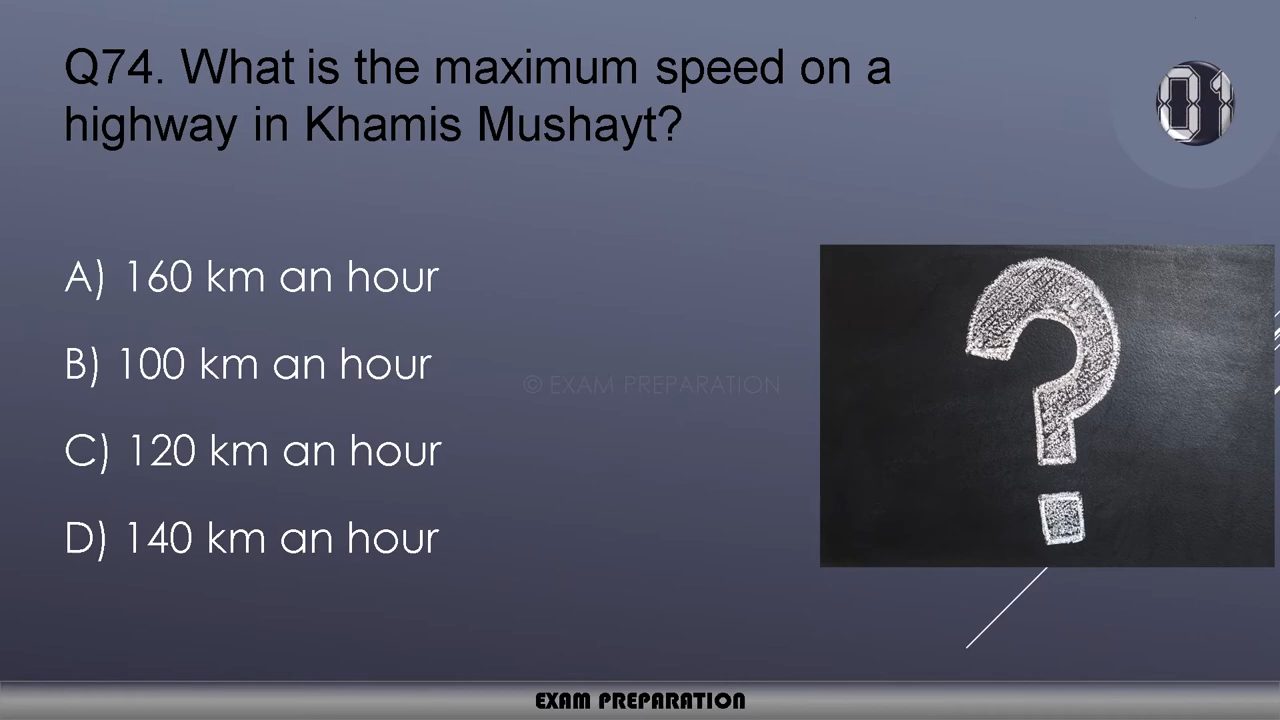 Q74. What is the maximum speed on a
highway in Khamis Mushayt?
01
A) 160 km an hour
B) 100 km an hour
© EXAM PREPARATION
C) 120 km an hour
D) 140 km an hour
EXAM PREPARATION